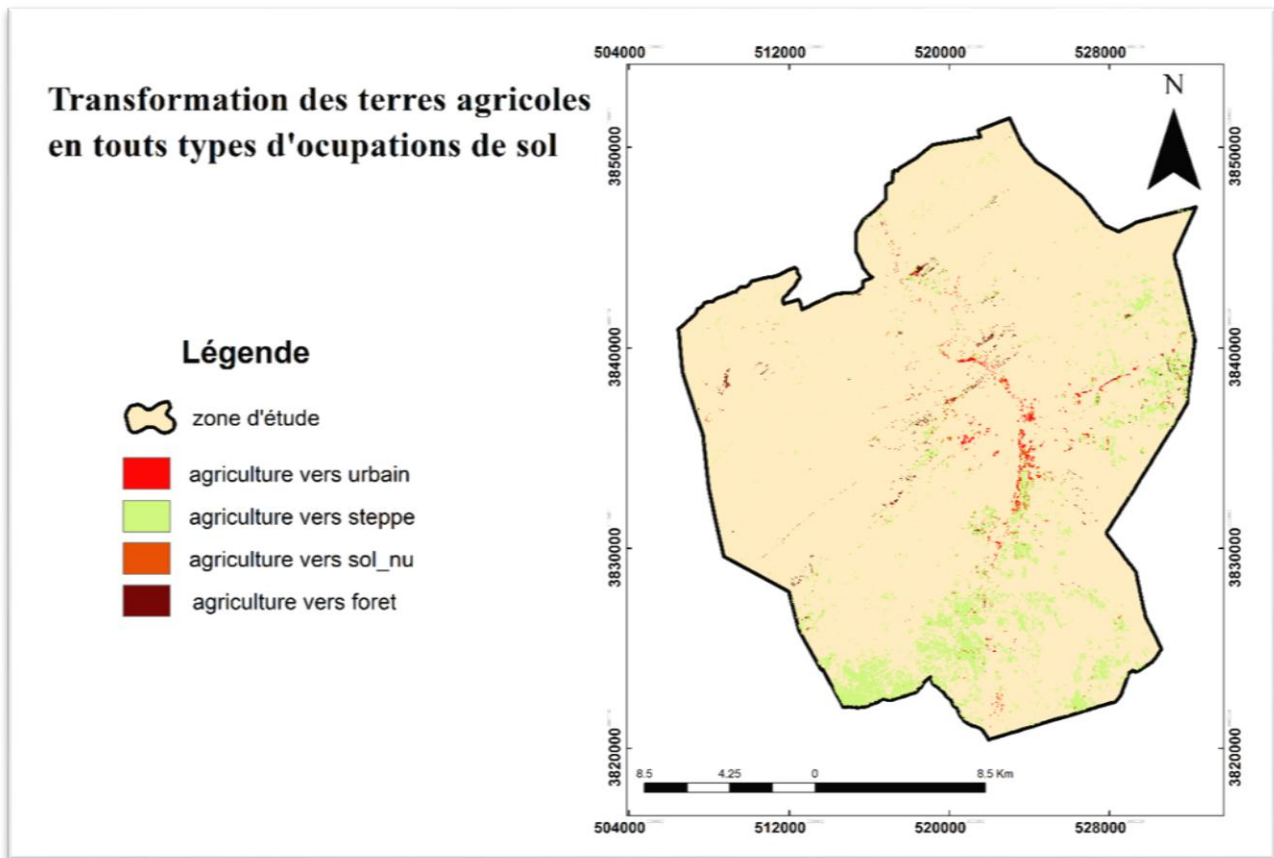 Transformation des terres agricoles
en touts types d'ocupations de sol
Légende
zone d'étude
agriculture vers urbain
agriculture vers steppe
agriculture vers sol_nu
agriculture vers foret
504000 512000 520000 528000
N
3850000 3850000
3840000 3840000
3830000 3830000
3820000 3820000
8.5 4.25 0 8.5 Km
504000 512000 520000 528000